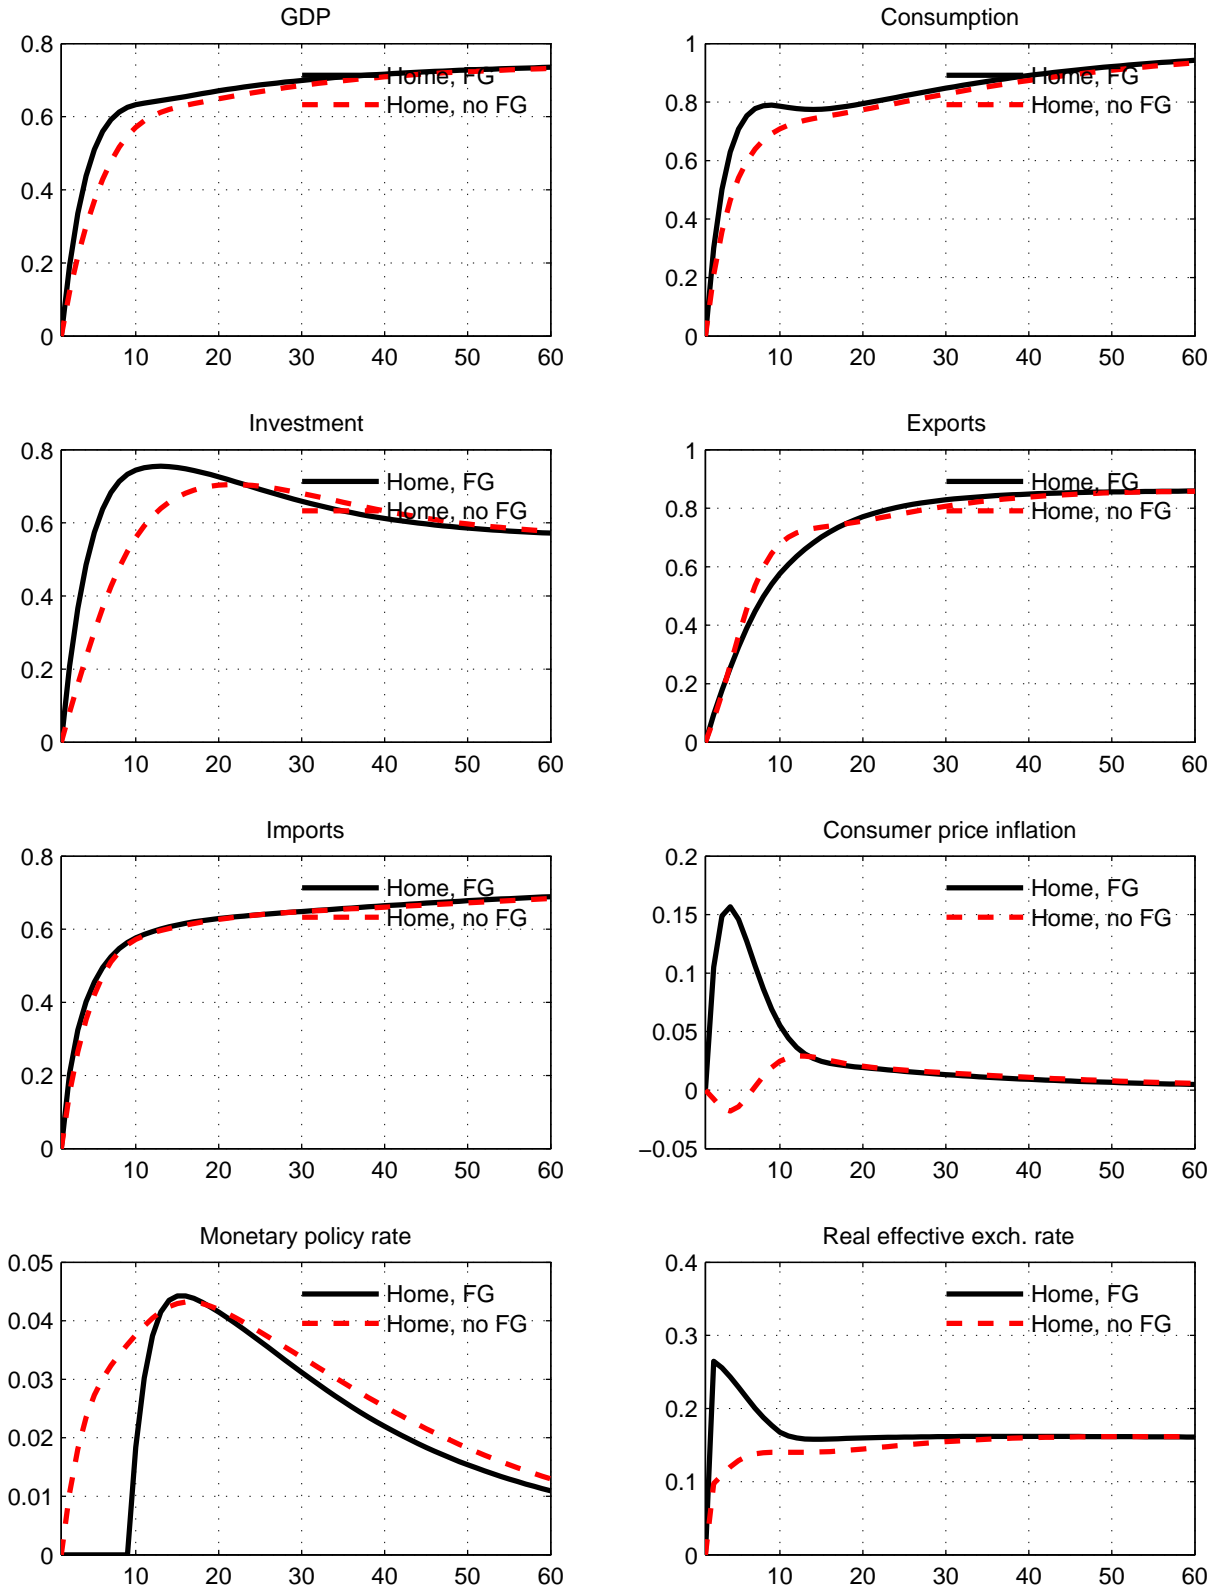 GDP
0.8
0.6
0.4
0.2
0
10 20 30 40 50 60
Home, FG
Home, no FG
Consumption
1
0.8
0.6
0.4
0.2
0
10 20 30 40 50 60
Home, FG
Home, no FG
Investment
0.8
0.6
0.4
0.2
0
10 20 30 40 50 60
Home, FG
Home, no FG
Exports
1
0.8
0.6
0.4
0.2
0
10 20 30 40 50 60
Home, FG
Home, no FG
Imports
0.8
0.6
0.4
0.2
0
10 20 30 40 50 60
Home, FG
Home, no FG
Consumer price inflation
0.2
0.15
0.1
0.05
0
−0.05
10 20 30 40 50 60
Home, FG
Home, no FG
Monetary policy rate
0.05
0.04
0.03
0.02
0.01
0
10 20 30 40 50 60
Home, FG
Home, no FG
Real effective exch. rate
0.4
0.3
0.2
0.1
0
10 20 30 40 50 60
Home, FG
Home, no FG